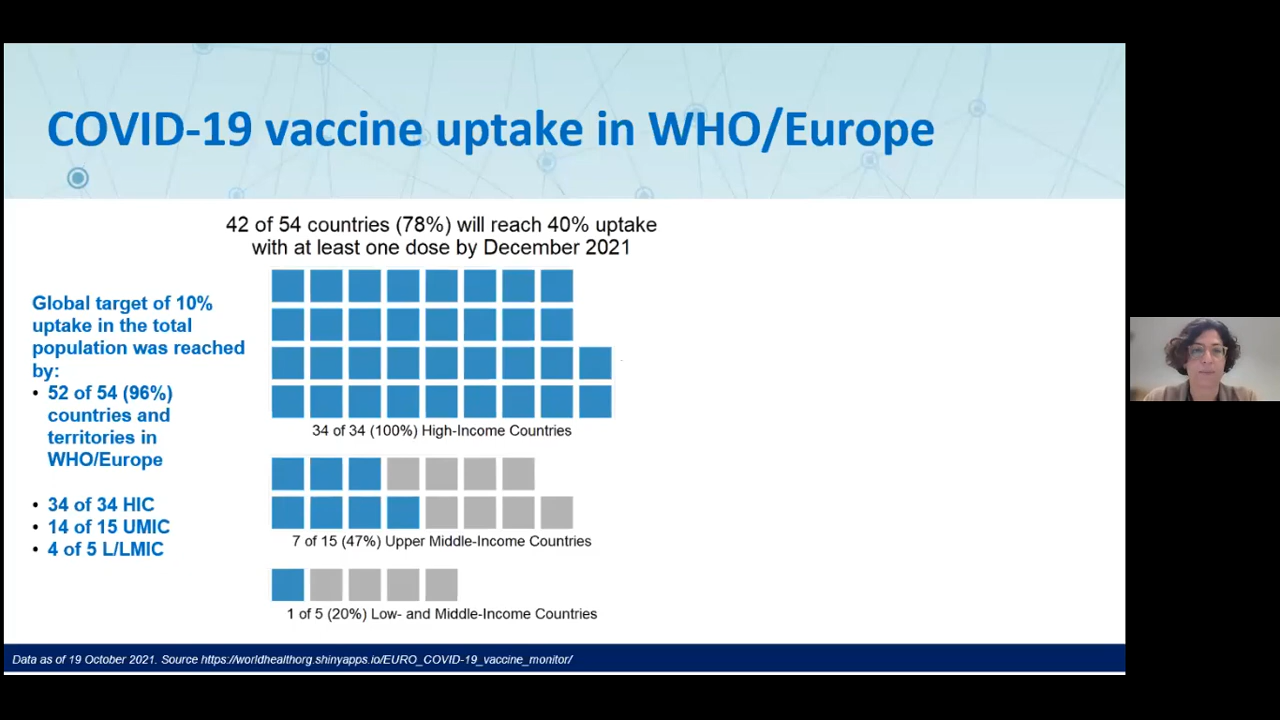 COVID-19 vaccine uptake in WHO/Europe
42 of 54 countries (78%) will reach 40% uptake
with at least one dose by December 2021
Global target of 10%
uptake in the total
population was reached
by:
• 52 of 54 (96%)
countries and
territories in
WHO/Europe
• 34 of 34 HIC
• 14 of 15 UMIC
• 4 of 5 L/LMIC
34 of 34 (100%) High-Income Countries
7 of 15 (47%) Upper Middle-Income Countries
1 of 5 (20%) Low- and Middle-Income Countries
Data as of 19 October 2021. Source https://worldhealthorg.shinyapps.io/EURO_COVID-19_vaccine_monitor/